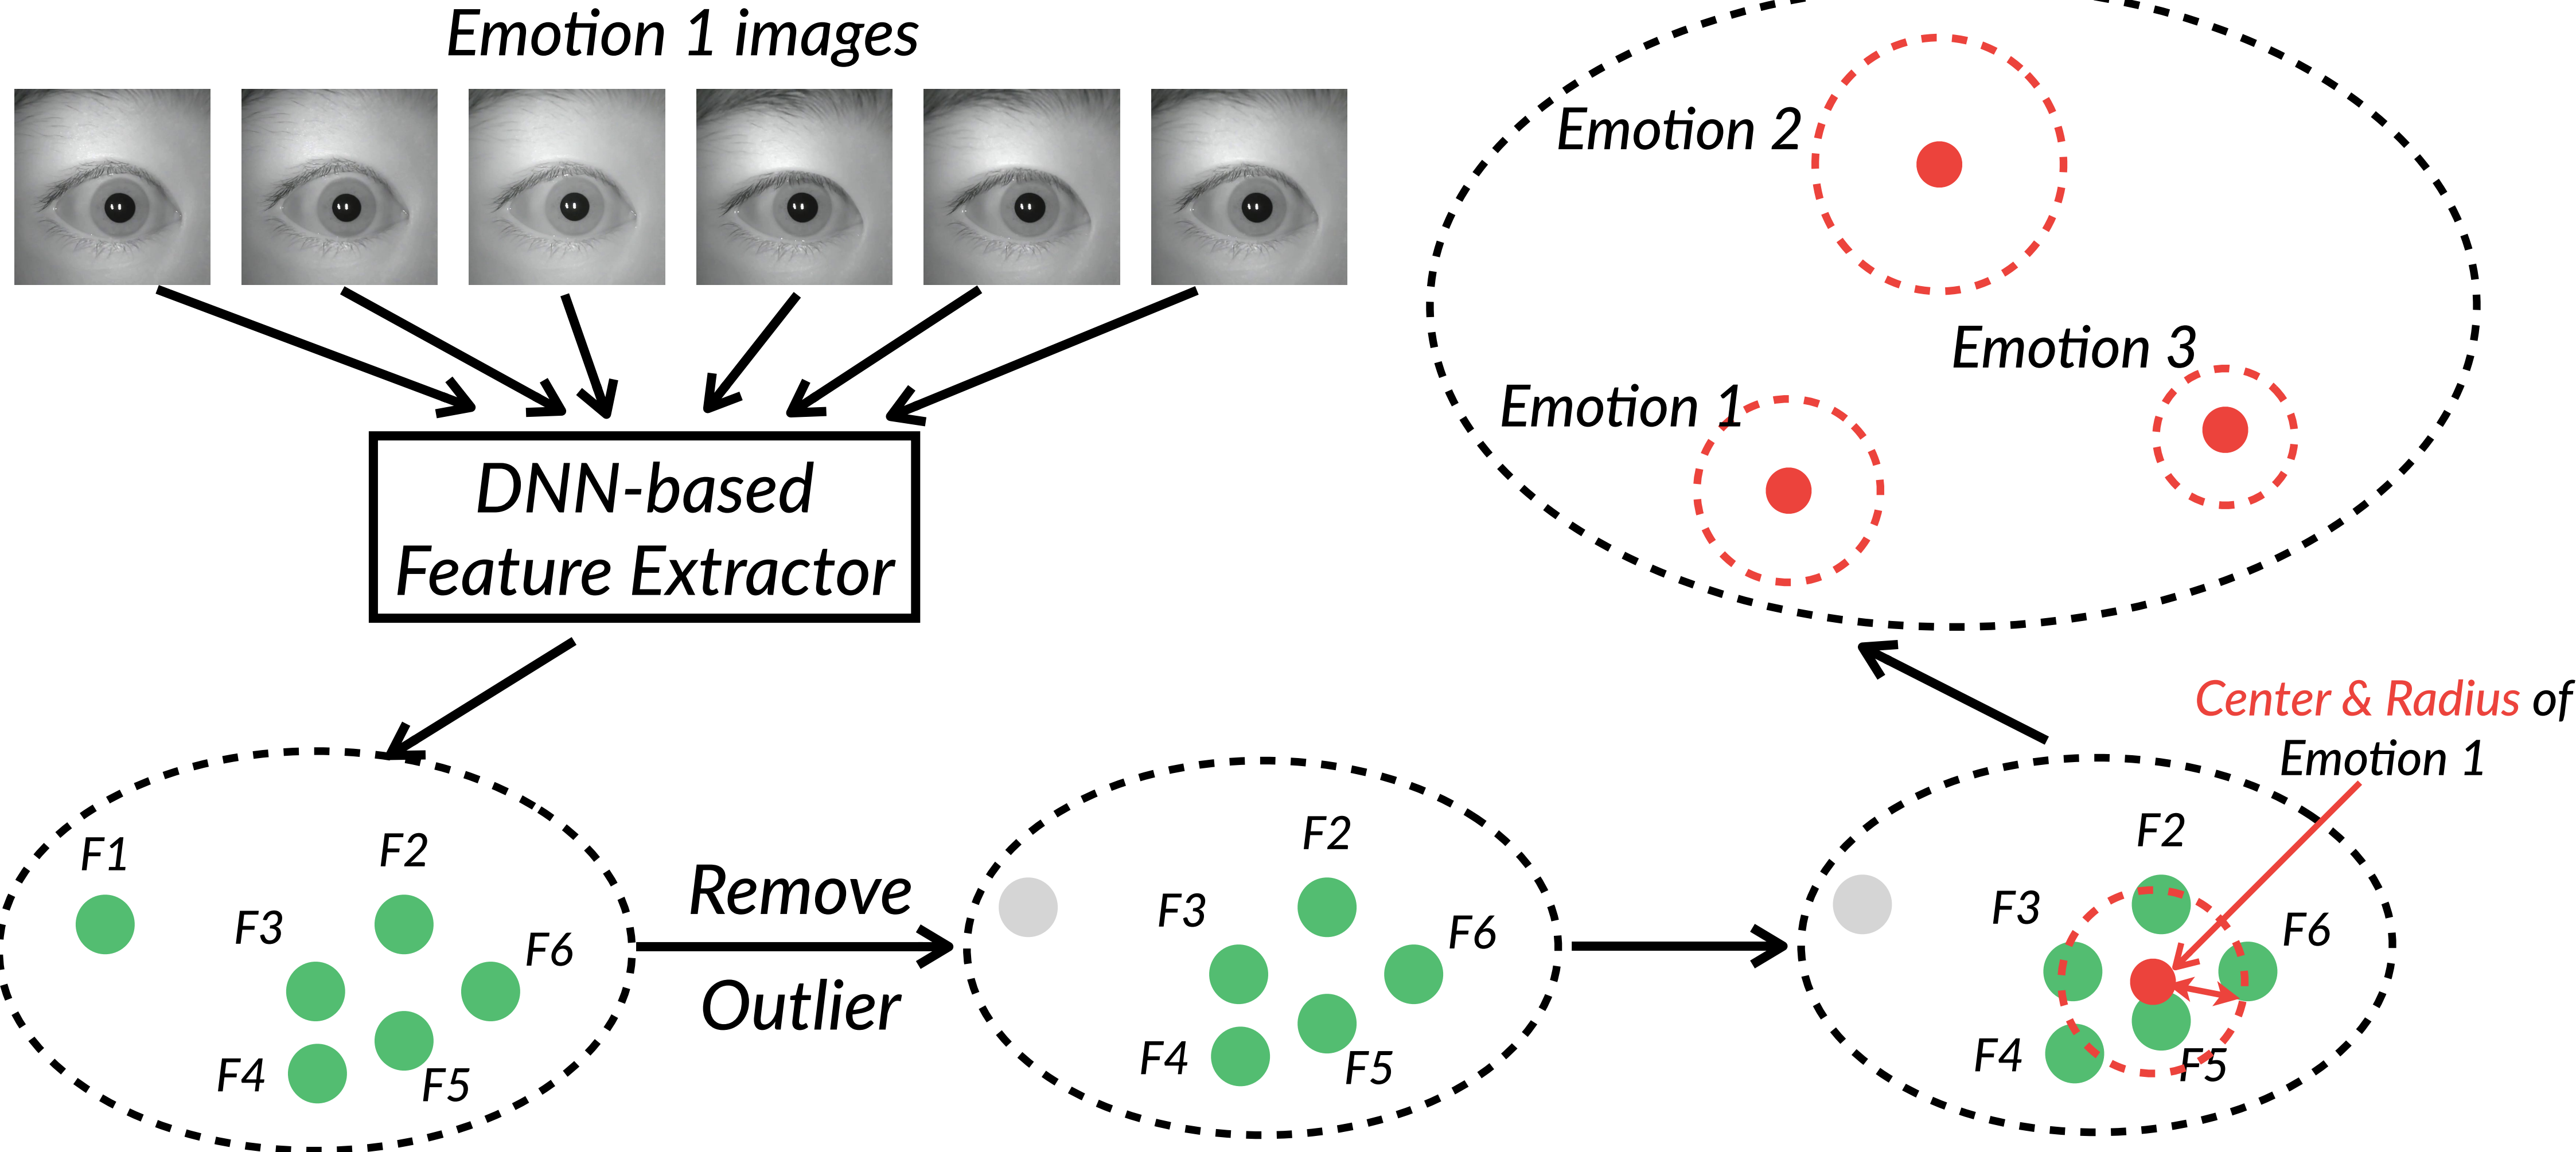 Emotion 1 images
DNN-based
Feature Extractor
Emotion 2
Emotion 3
Emotion 1
Center & Radius of
Emotion 1
F1
F2
F3
F6
F4
F5
Remove
Outlier
F2
F3
F6
F4
F5
F2
F3
F6
F4
F5